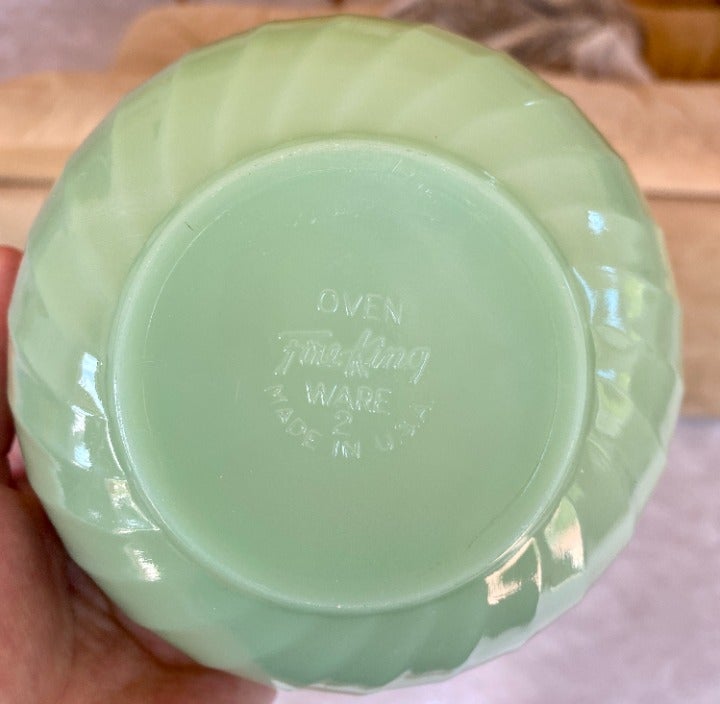 OVEN
Fire-King
WARE
2
MADE IN U.S.A.